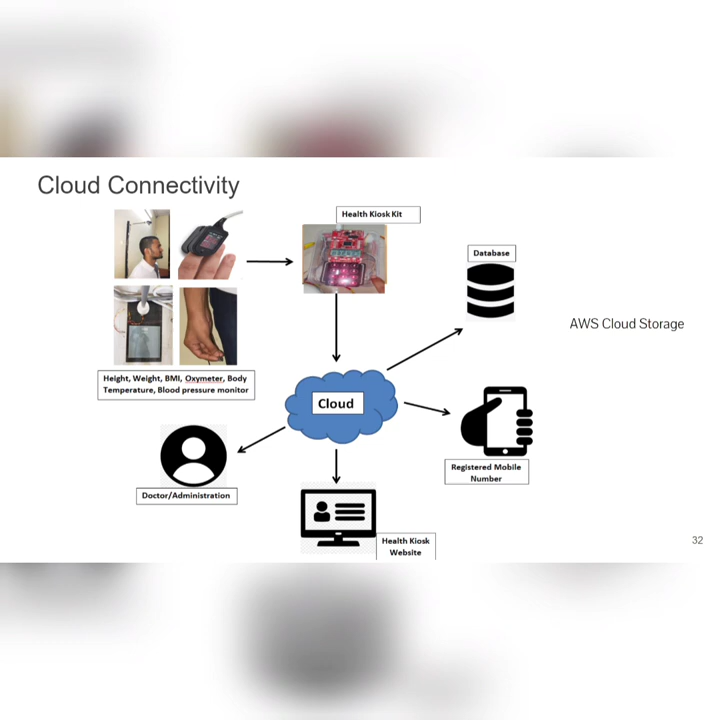 Cloud Connectivity
Health Kiosk Kit
Database
AWS Cloud Storage
Height, Weight, BMI, Oxymeter, Body
Temperature, Blood pressure monitor
Cloud
Registered Mobile
Number
Doctor/Administration
Health Kiosk
Website
32